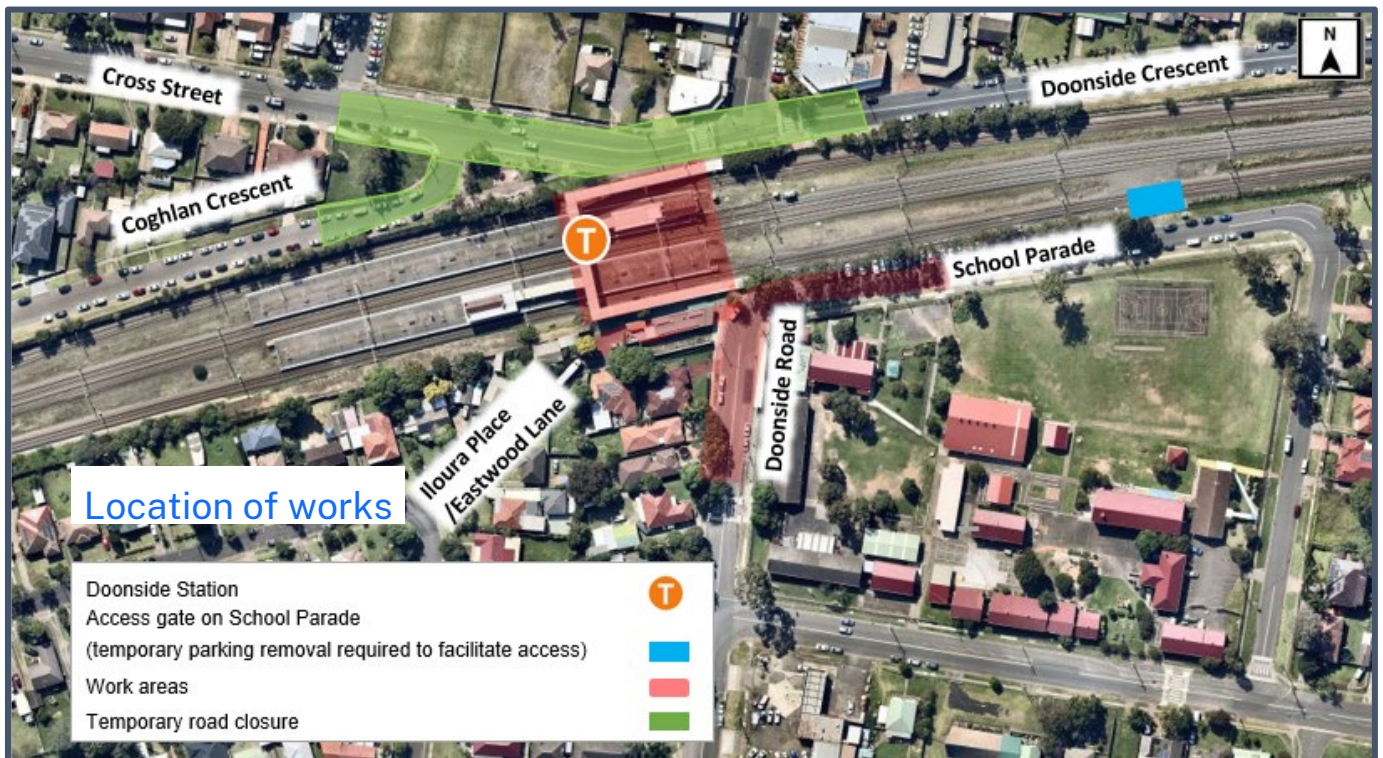 N
Cross Street
Doonside Crescent
Coghlan Crescent
T
School Parade
Doonside Road
Iloura Place
/Eastwood Lane
Location of works
Doonside Station
T
Access gate on School Parade
(temporary parking removal required to facilitate access)
Work areas
Temporary road closure